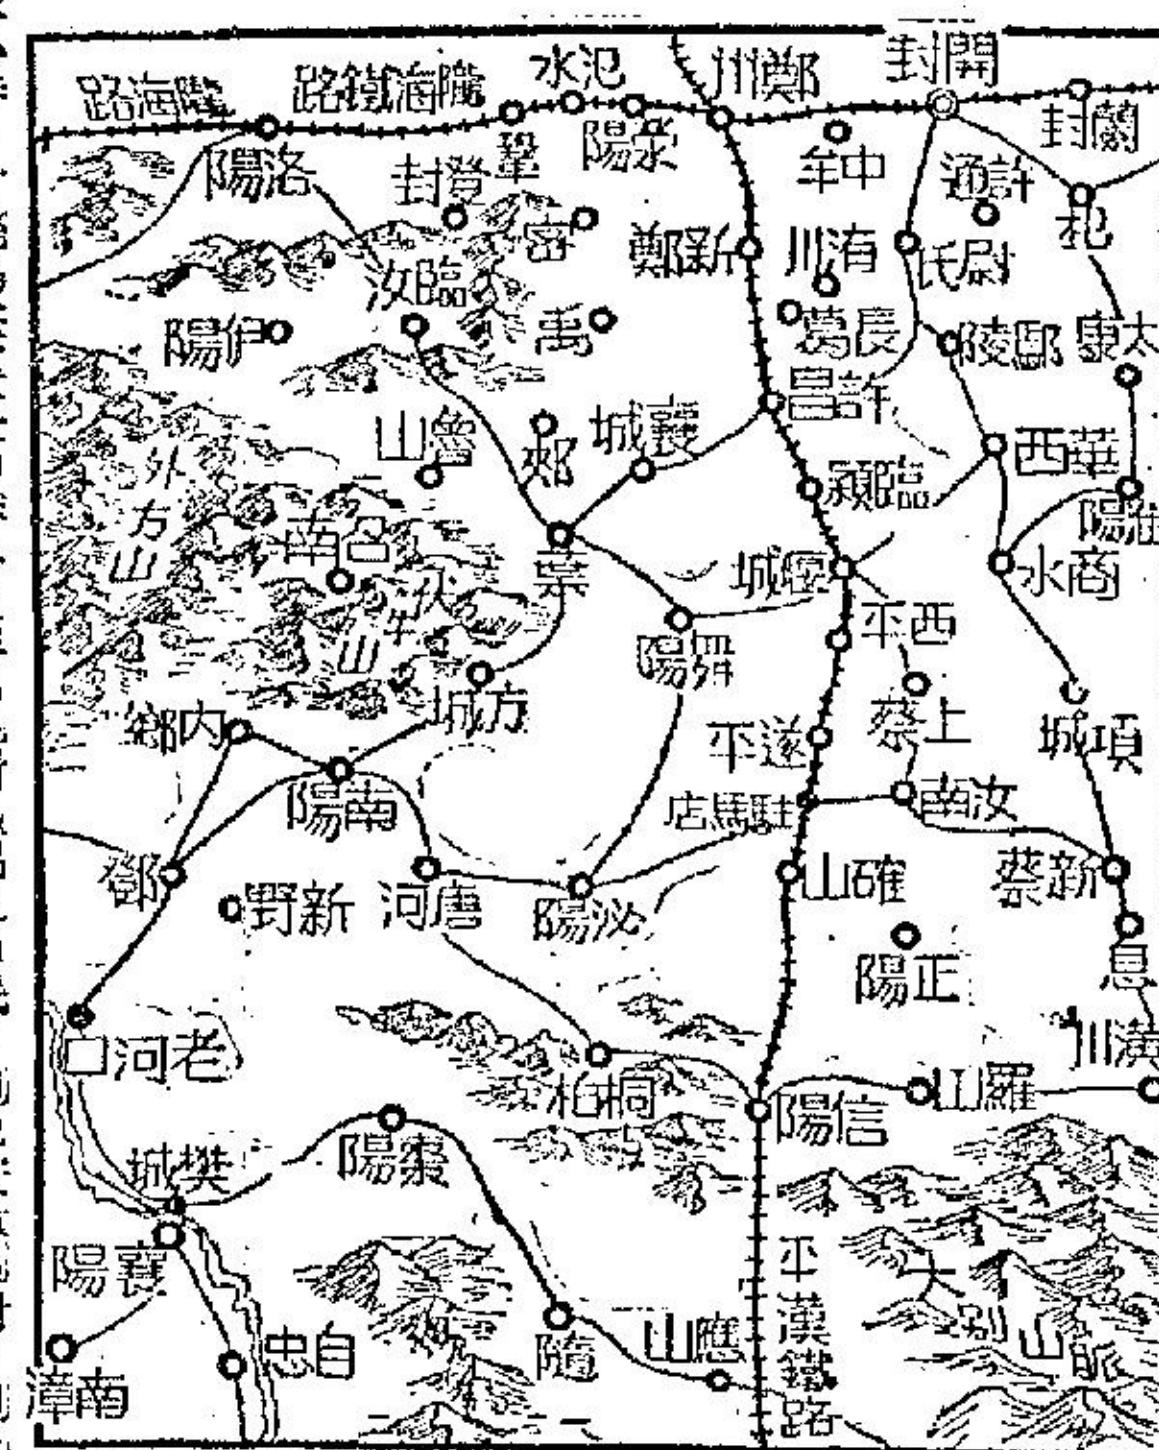 開封
鄭州
汜水
隴海鐵路
隴海路
蘭封
中牟
滎陽
鞏
洛陽
杞
通許
洧川
新鄭
密
登封
尉氏
臨汝
伊陽
禹
長葛
鄢陵
太康
許昌
襄城
郟
魯山
西華
臨潁
淮陽
外方山
南召
伏牛山
葉
郾城
商水
西平
舞陽
方城
上蔡
項城
遂平
內鄉
南陽
駐馬店
汝南
新蔡
確山
鄧
新野
唐河
泌陽
正陽
息
潢川
老河口
桐柏
信陽
羅山
樊城
棗陽
襄陽
平漢鐵路
大別山脈
應山
隨
自忠
南漳